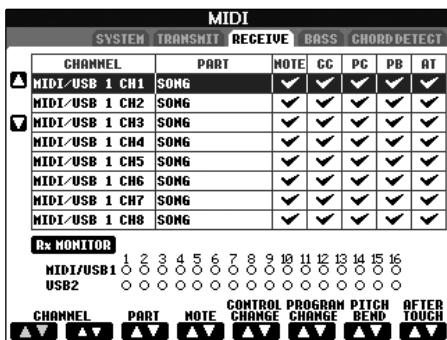 MIDI
SYSTEM TRANSMIT RECEIVE BASS CHORD DETECT
CHANNEL PART NOTE CC PC PB AT
MIDI/USB 1 CH1 SONG
MIDI/USB 1 CH2 SONG
MIDI/USB 1 CH3 SONG
MIDI/USB 1 CH4 SONG
MIDI/USB 1 CH5 SONG
MIDI/USB 1 CH6 SONG
MIDI/USB 1 CH7 SONG
MIDI/USB 1 CH8 SONG
Rx MONITOR
1 2 3 4 5 6 7 8 9 10 11 12 13 14 15 16
MIDI/USB1
USB2
CHANNEL PART NOTE CONTROL CHANGE PROGRAM CHANGE PITCH BEND AFTER TOUCH